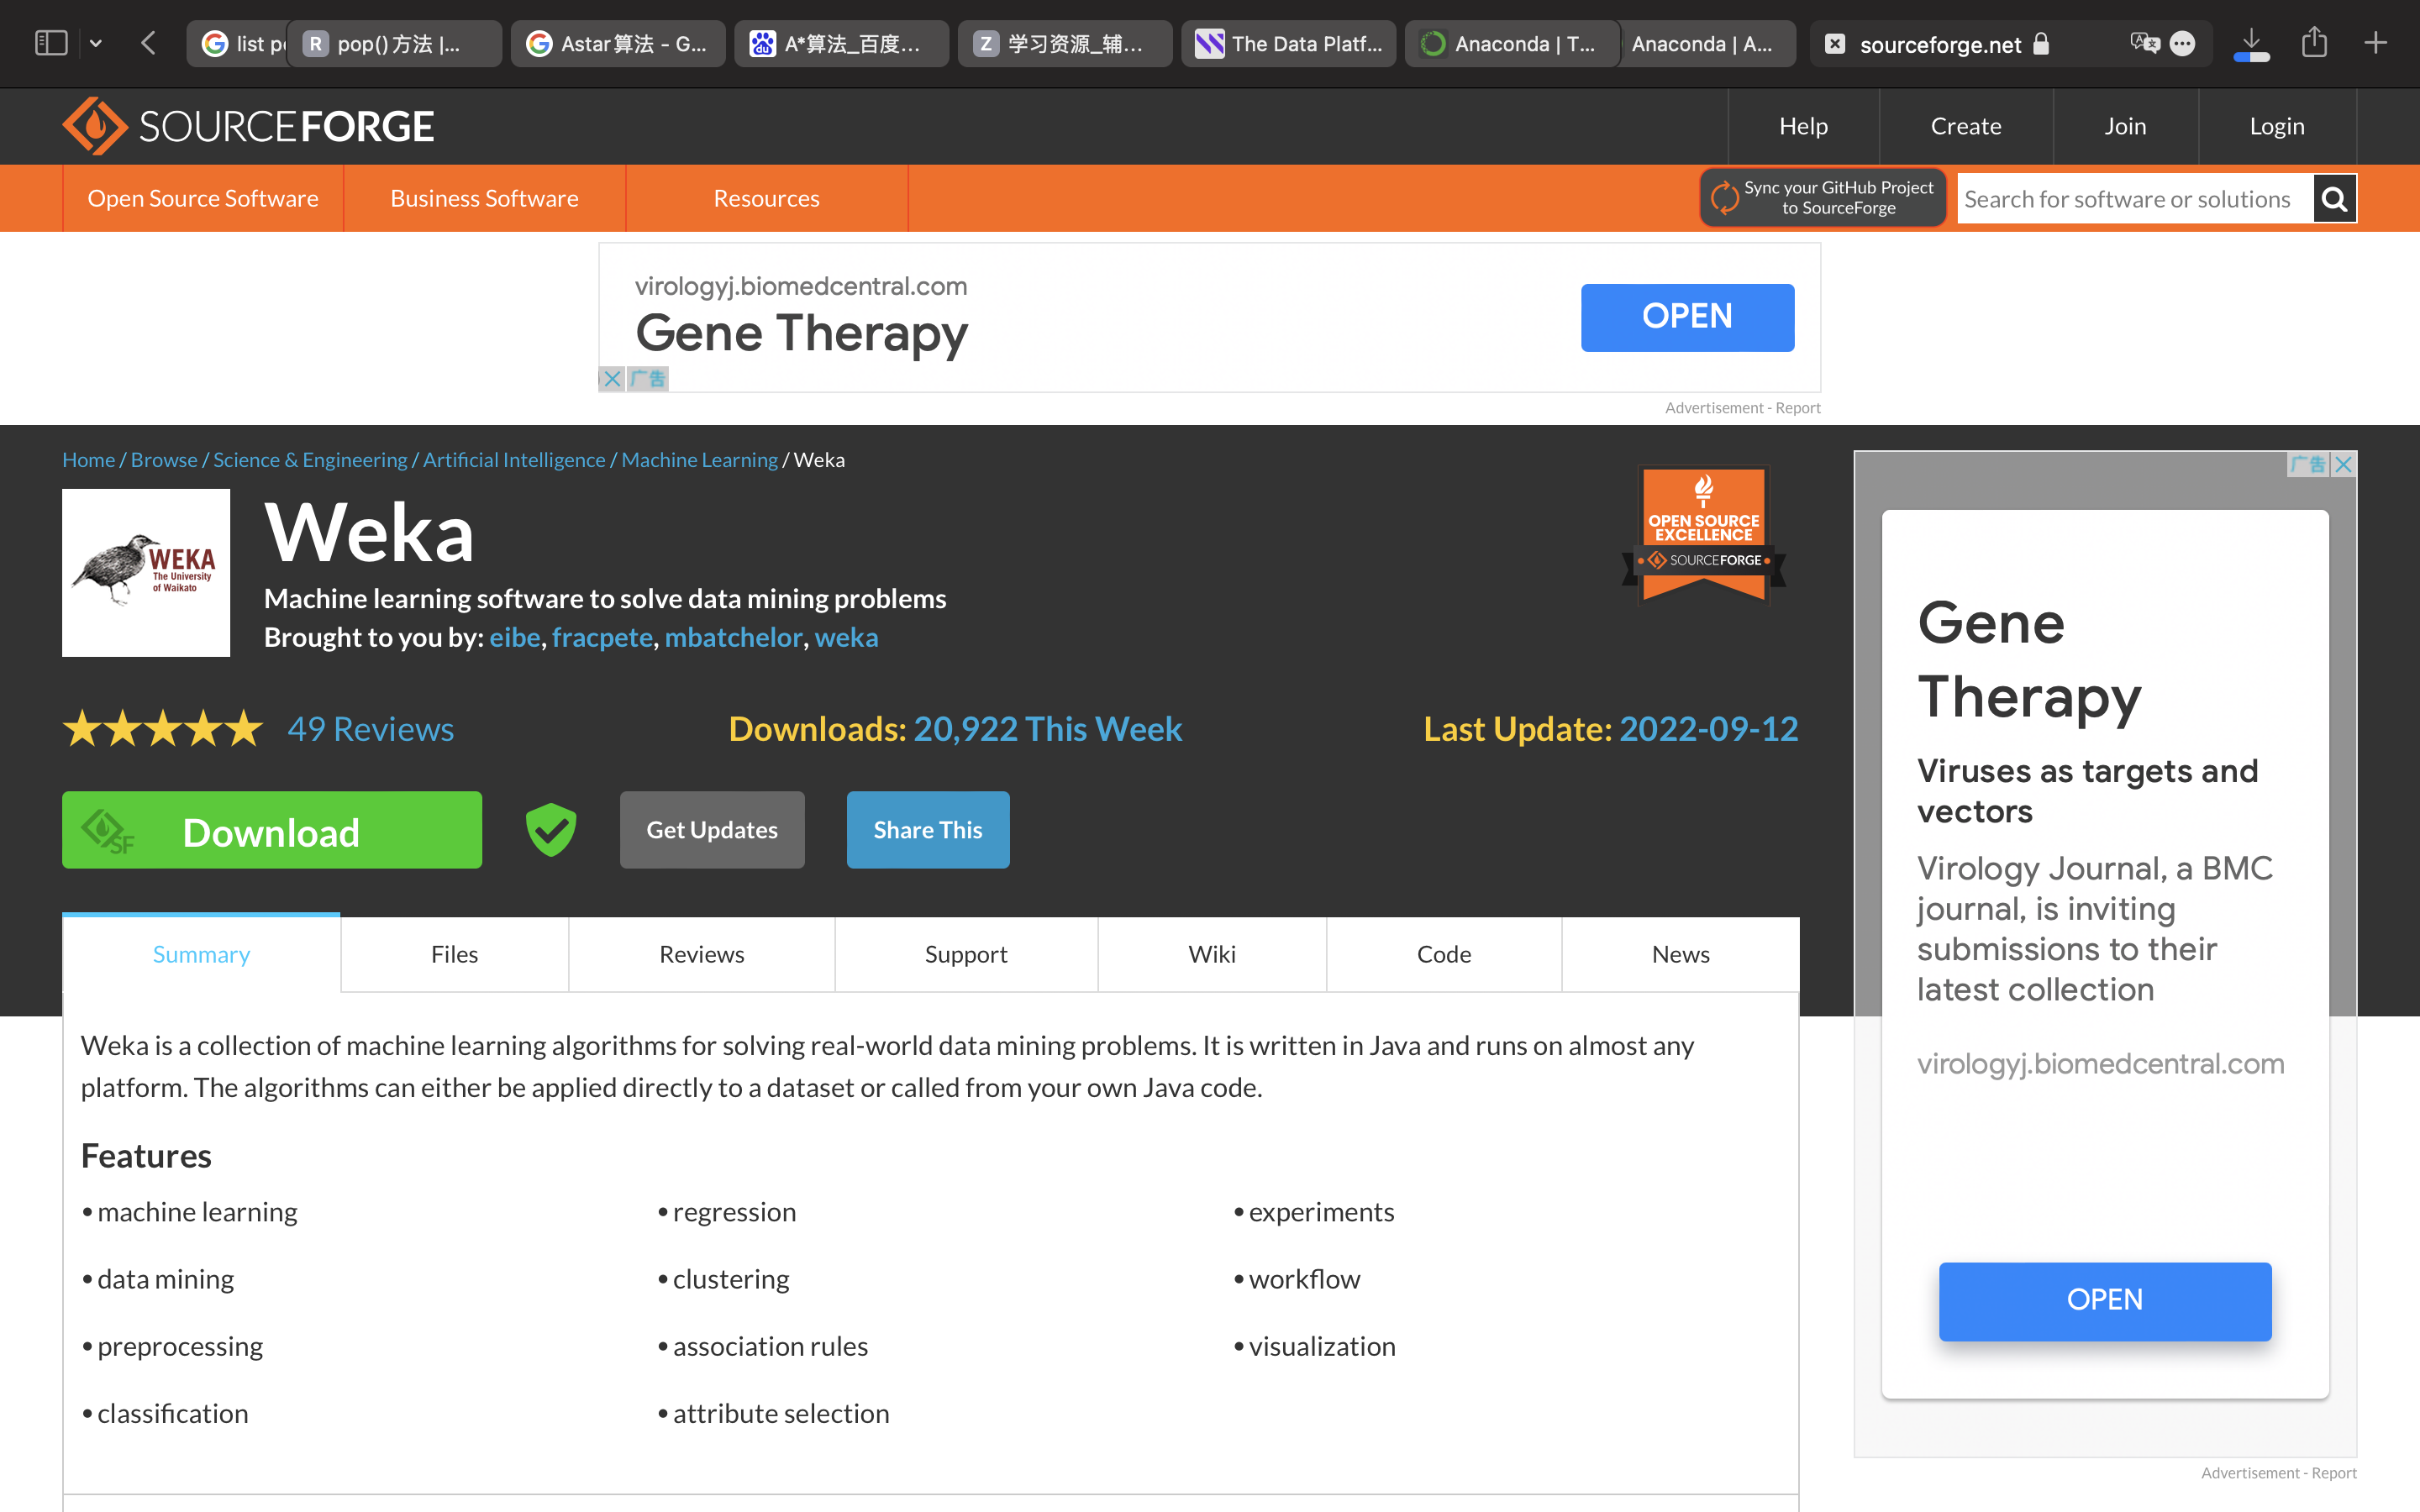 list p
pop() 方法 |...
Astar算法 - G...
A*算法_百度...
学习资源_辅...
The Data Platf...
Anaconda | T...
Anaconda | A...
sourceforge.net
SOURCEFORGE
Help
Create
Join
Login
Open Source Software
Business Software
Resources
Sync your GitHub Project
to SourceForge
Search for software or solutions
virologyj.biomedcentral.com
Gene Therapy
OPEN
广告
Advertisement - Report
Home / Browse / Science & Engineering / Artificial Intelligence / Machine Learning / Weka
WEKA
The University
of Waikato
Weka
Machine learning software to solve data mining problems
Brought to you by: eibe, fracpete, mbatchelor, weka
OPEN SOURCE
EXCELLENCE
SOURCEFORGE
49 Reviews
Downloads: 20,922 This Week
Last Update: 2022-09-12
SF
Download
Get Updates
Share This
Summary
Files
Reviews
Support
Wiki
Code
News
Weka is a collection of machine learning algorithms for solving real-world data mining problems. It is written in Java and runs on almost any
platform. The algorithms can either be applied directly to a dataset or called from your own Java code.
Features
• machine learning
• regression
• experiments
• data mining
• clustering
• workflow
• preprocessing
• association rules
• visualization
• classification
• attribute selection
广告
Gene
Therapy
Viruses as targets and
vectors
Virology Journal, a BMC
journal, is inviting
submissions to their
latest collection
virologyj.biomedcentral.com
OPEN
Advertisement - Report